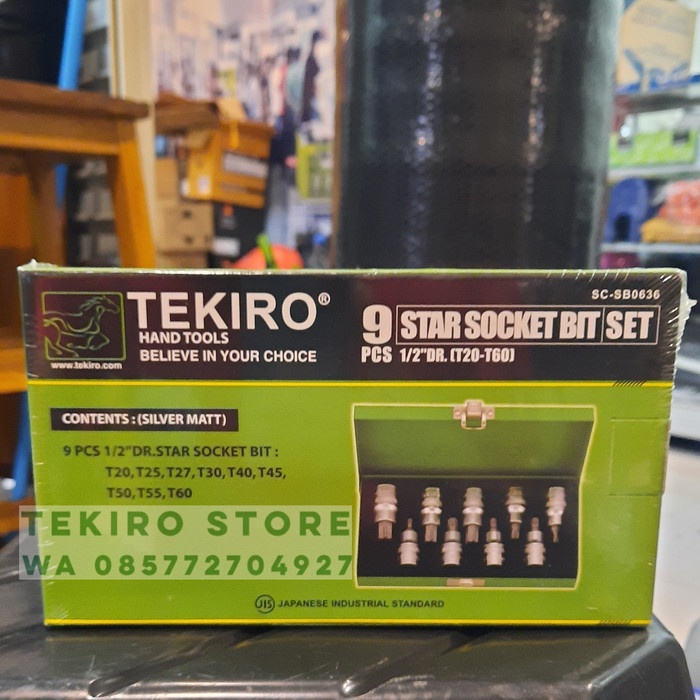 SC-SB0636
TEKIRO®
HAND TOOLS
BELIEVE IN YOUR CHOICE
www.tekiro.com
9 STAR SOCKET BIT SET
PCS 1/2"DR. (T20-T60)
CONTENTS : (SILVER MATT)
9 PCS 1/2"DR.STAR SOCKET BIT :
T20, T25, T27, T30, T40, T45,
T50, T55, T60
TEKIRO STORE
WA 085772704927
JIS JAPANESE INDUSTRIAL STANDARD